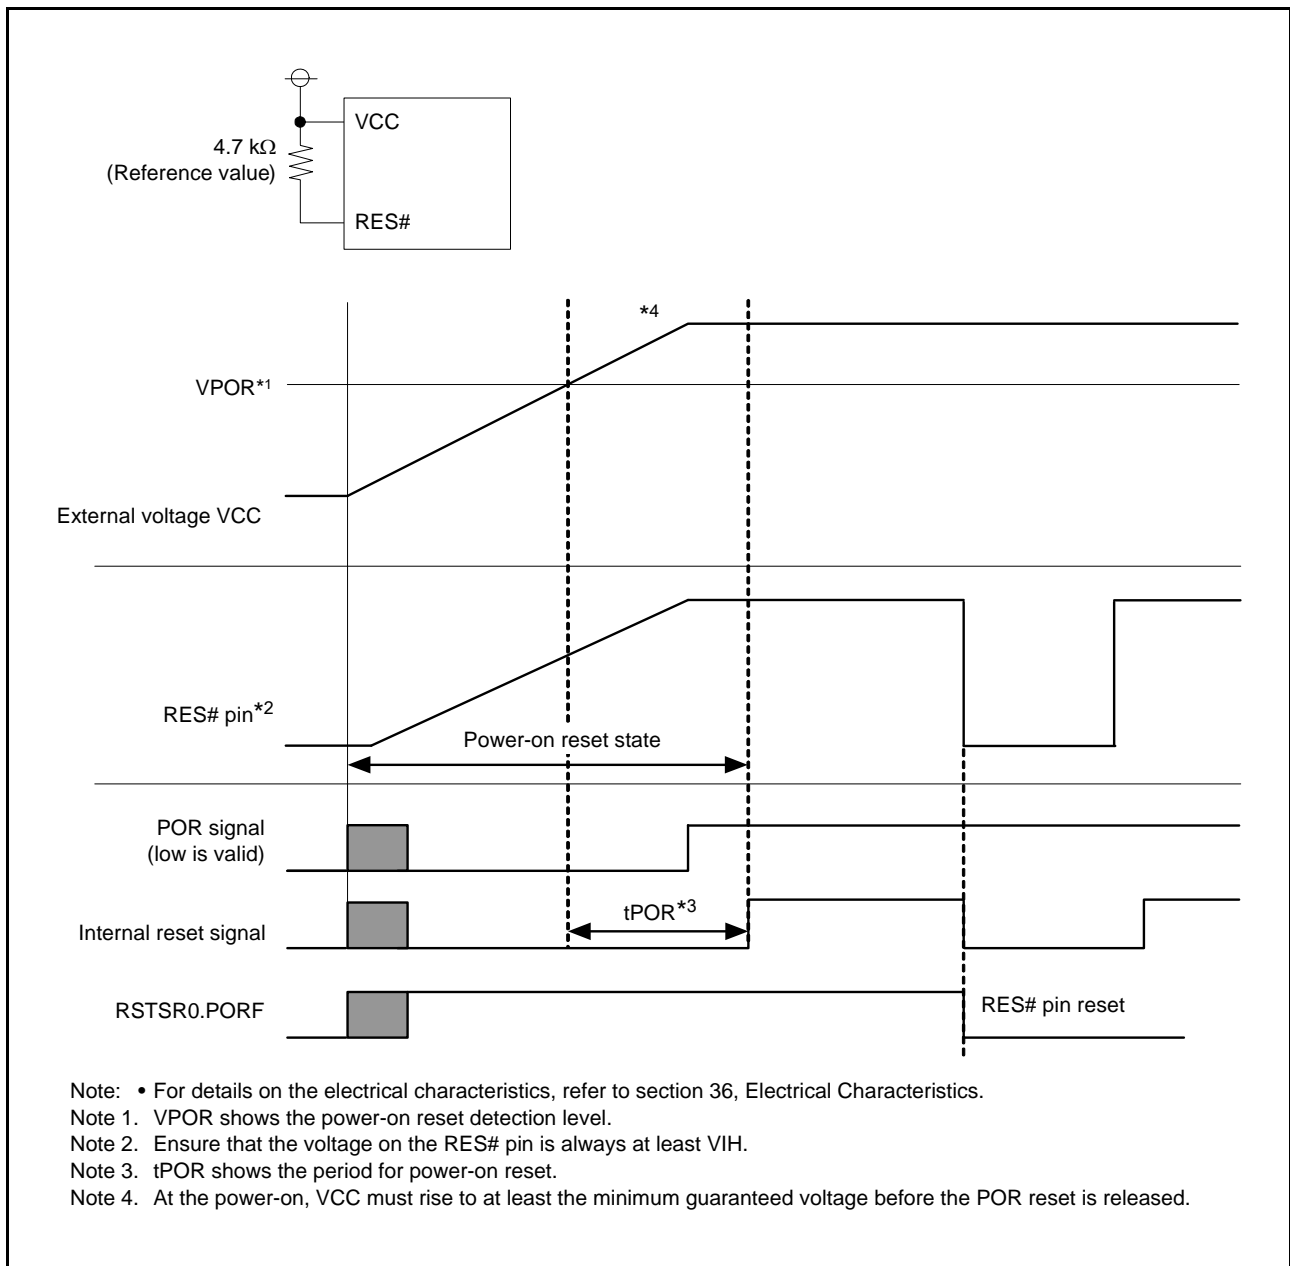 VCC
4.7 kΩ
(Reference value)
RES#
*4
VPOR*1
External voltage VCC
RES# pin*2
Power-on reset state
POR signal
(low is valid)
tPOR*3
Internal reset signal
RSTSR0.PORF
RES# pin reset
Note: • For details on the electrical characteristics, refer to section 36, Electrical Characteristics.
Note 1. VPOR shows the power-on reset detection level.
Note 2. Ensure that the voltage on the RES# pin is always at least VIH.
Note 3. tPOR shows the period for power-on reset.
Note 4. At the power-on, VCC must rise to at least the minimum guaranteed voltage before the POR reset is released.